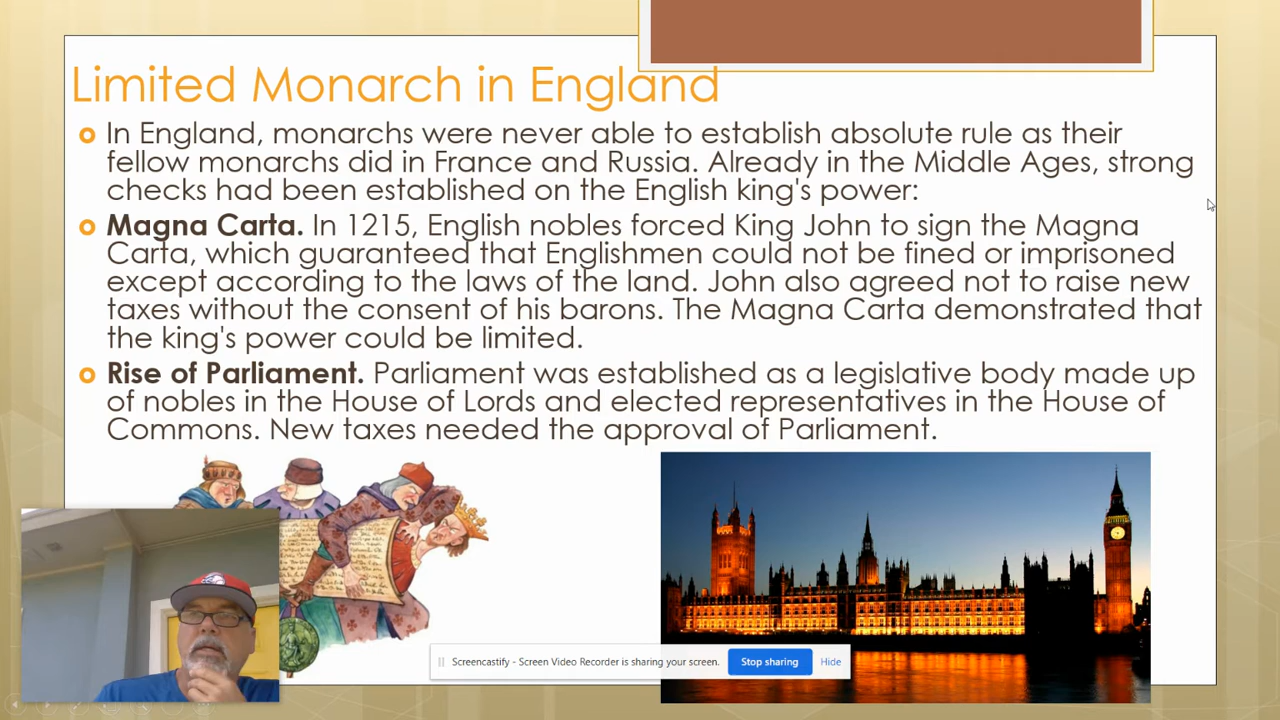 Limited Monarch in England
In England, monarchs were never able to establish absolute rule as their
fellow monarchs did in France and Russia. Already in the Middle Ages, strong
checks had been established on the English king's power:
Magna Carta. In 1215, English nobles forced King John to sign the Magna
Carta, which guaranteed that Englishmen could not be fined or imprisoned
except according to the laws of the land. John also agreed not to raise new
taxes without the consent of his barons. The Magna Carta demonstrated that
the king's power could be limited.
Rise of Parliament. Parliament was established as a legislative body made up
of nobles in the House of Lords and elected representatives in the House of
Commons. New taxes needed the approval of Parliament.
Screencastify - Screen Video Recorder is sharing your screen. Stop sharing Hide